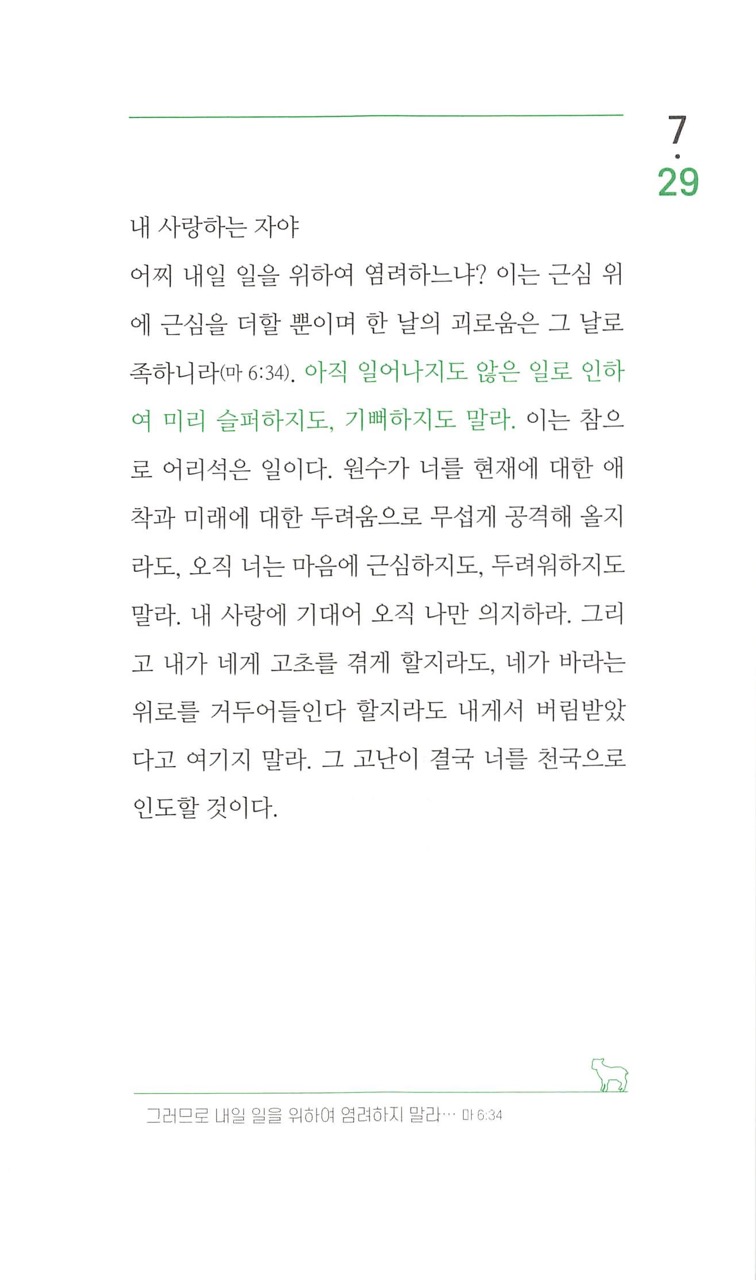 7
·
29
내 사랑하는 자야
어찌 내일 일을 위하여 염려하느냐? 이는 근심 위
에 근심을 더할 뿐이며 한 날의 괴로움은 그 날로
족하니라(마 6:34). 아직 일어나지도 않은 일로 인하
여 미리 슬퍼하지도, 기뻐하지도 말라. 이는 참으
로 어리석은 일이다. 원수가 너를 현재에 대한 애
착과 미래에 대한 두려움으로 무섭게 공격해 올지
라도, 오직 너는 마음에 근심하지도, 두려워하지도
말라. 내 사랑에 기대어 오직 나만 의지하라. 그리
고 내가 네게 고초를 겪게 할지라도, 네가 바라는
위로를 거두어들인다 할지라도 내게서 버림받았
다고 여기지 말라. 그 고난이 결국 너를 천국으로
인도할 것이다.
그러므로 내일 일을 위하여 염려하지 말라… 마 6:34